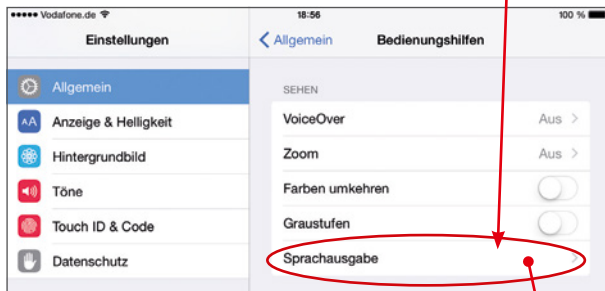 Vodafone.de 18:56 100 %
Einstellungen
Allgemein Bedienungshilfen
Allgemein
Anzeige & Helligkeit
Hintergrundbild
Töne
Touch ID & Code
Datenschutz
SEHEN
VoiceOver Aus
Zoom Aus
Farben umkehren
Graustufen
Sprachausgabe